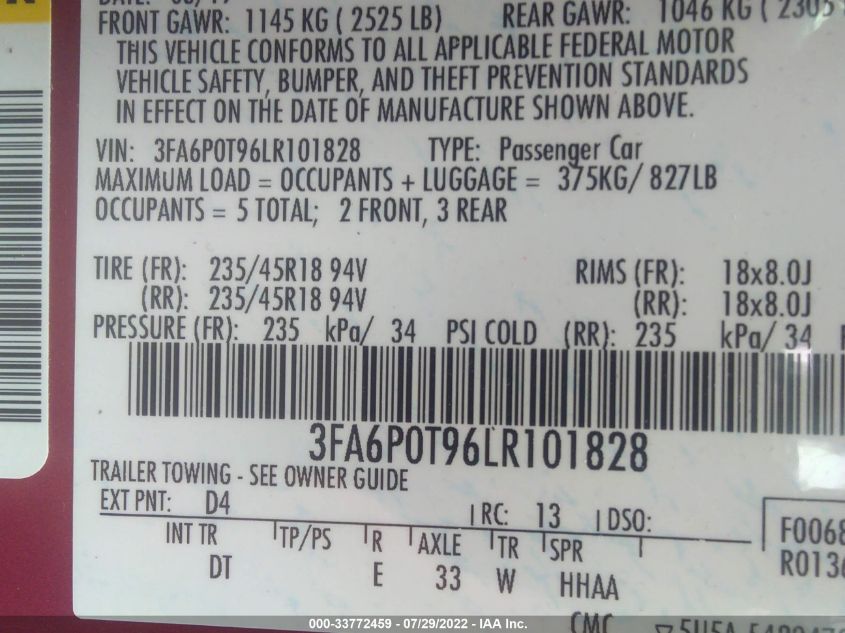 FRONT GAWR: 1145 KG ( 2525 LB) REAR GAWR: 1046 KG ( 2305
THIS VEHICLE CONFORMS TO ALL APPLICABLE FEDERAL MOTOR
VEHICLE SAFETY, BUMPER, AND THEFT PREVENTION STANDARDS
IN EFFECT ON THE DATE OF MANUFACTURE SHOWN ABOVE.
VIN: 3FA6P0T96LR101828 TYPE: Passenger Car
MAXIMUM LOAD = OCCUPANTS + LUGGAGE = 375KG/ 827LB
OCCUPANTS = 5 TOTAL; 2 FRONT, 3 REAR
TIRE (FR): 235/45R18 94V RIMS (FR): 18x8.0J
(RR): 235/45R18 94V (RR): 18x8.0J
PRESSURE (FR): 235 kPa/ 34 PSI COLD (RR): 235 kPa/ 34
3FA6P0T96LR101828
TRAILER TOWING - SEE OWNER GUIDE
EXT PNT: D4 RC: 13 DSO:
INT TR TP/PS R AXLE TR SPR
F0068
DT E 33 W HHAA
R0136
000-33772459 - 07/29/2022 - IAA Inc.